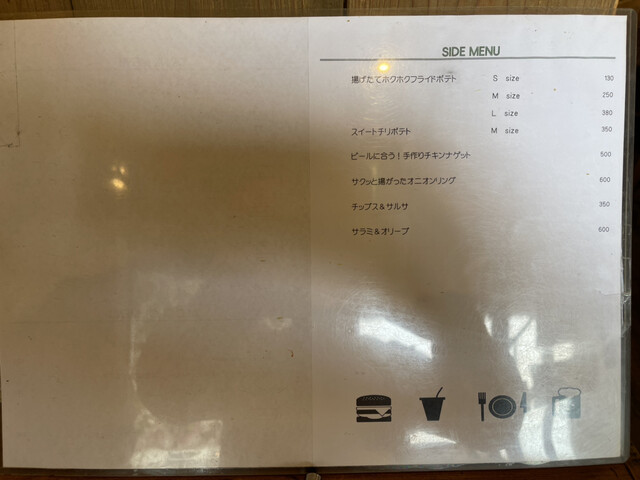 SIDE MENU
揚げたてホクホクフライドポテト S size 130
M size 250
L size 380
スイートチリポテト M size 350
ビールに合う！手作りチキンナゲット 500
サクッと揚がったオニオンリング 600
チップス＆サルサ 350
サラミ＆オリーブ 600